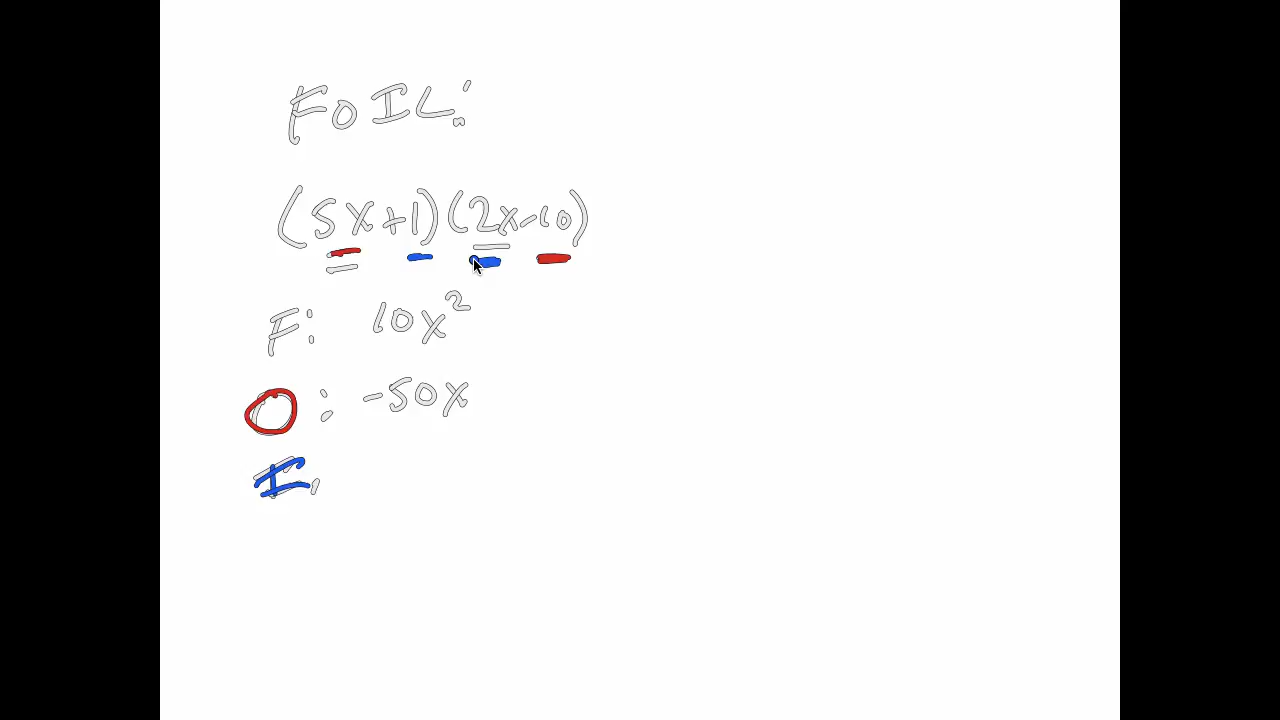 FOIL:
(5x+1)(2x-10)
F: 10x²
O: -50x
I,